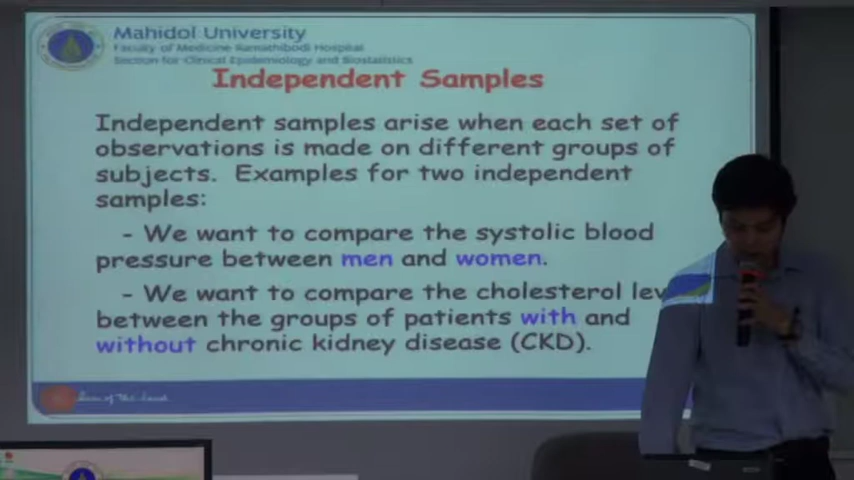 Mahidol University
Faculty of Medicine Ramathibodi Hospital
Section for Clinical Epidemiology and Biostatistics
Independent Samples
Independent samples arise when each set of
observations is made on different groups of
subjects. Examples for two independent
samples:
- We want to compare the systolic blood
pressure between men and women.
- We want to compare the cholesterol lev
between the groups of patients with and
without chronic kidney disease (CKD).
of the Land